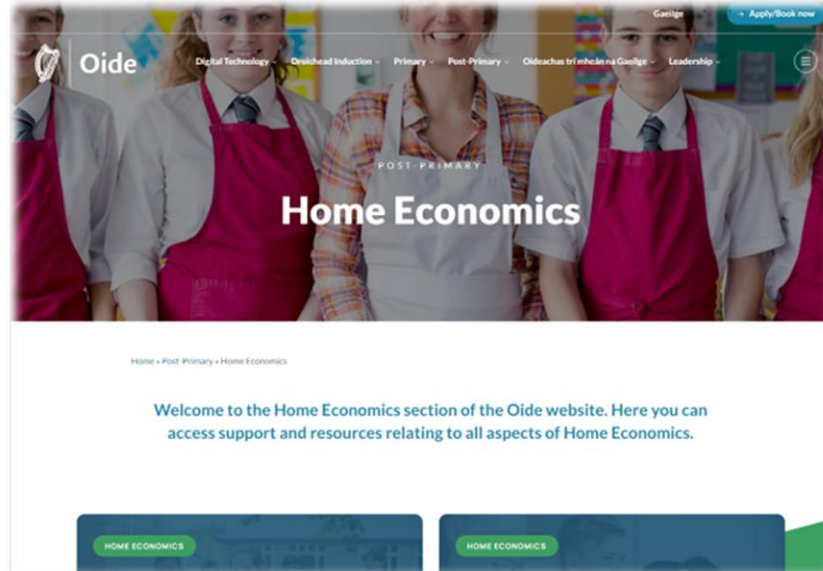 Gaeilge
→ Apply/Book now
Oide
Digital Technology
Droichead Induction
Primary
Post-Primary
Oideachas trí mheán na Gaeilge
Leadership
POST-PRIMARY
Home Economics
Home » Post-Primary » Home Economics
Welcome to the Home Economics section of the Oide website. Here you can
access support and resources relating to all aspects of Home Economics.
HOME ECONOMICS
HOME ECONOMICS